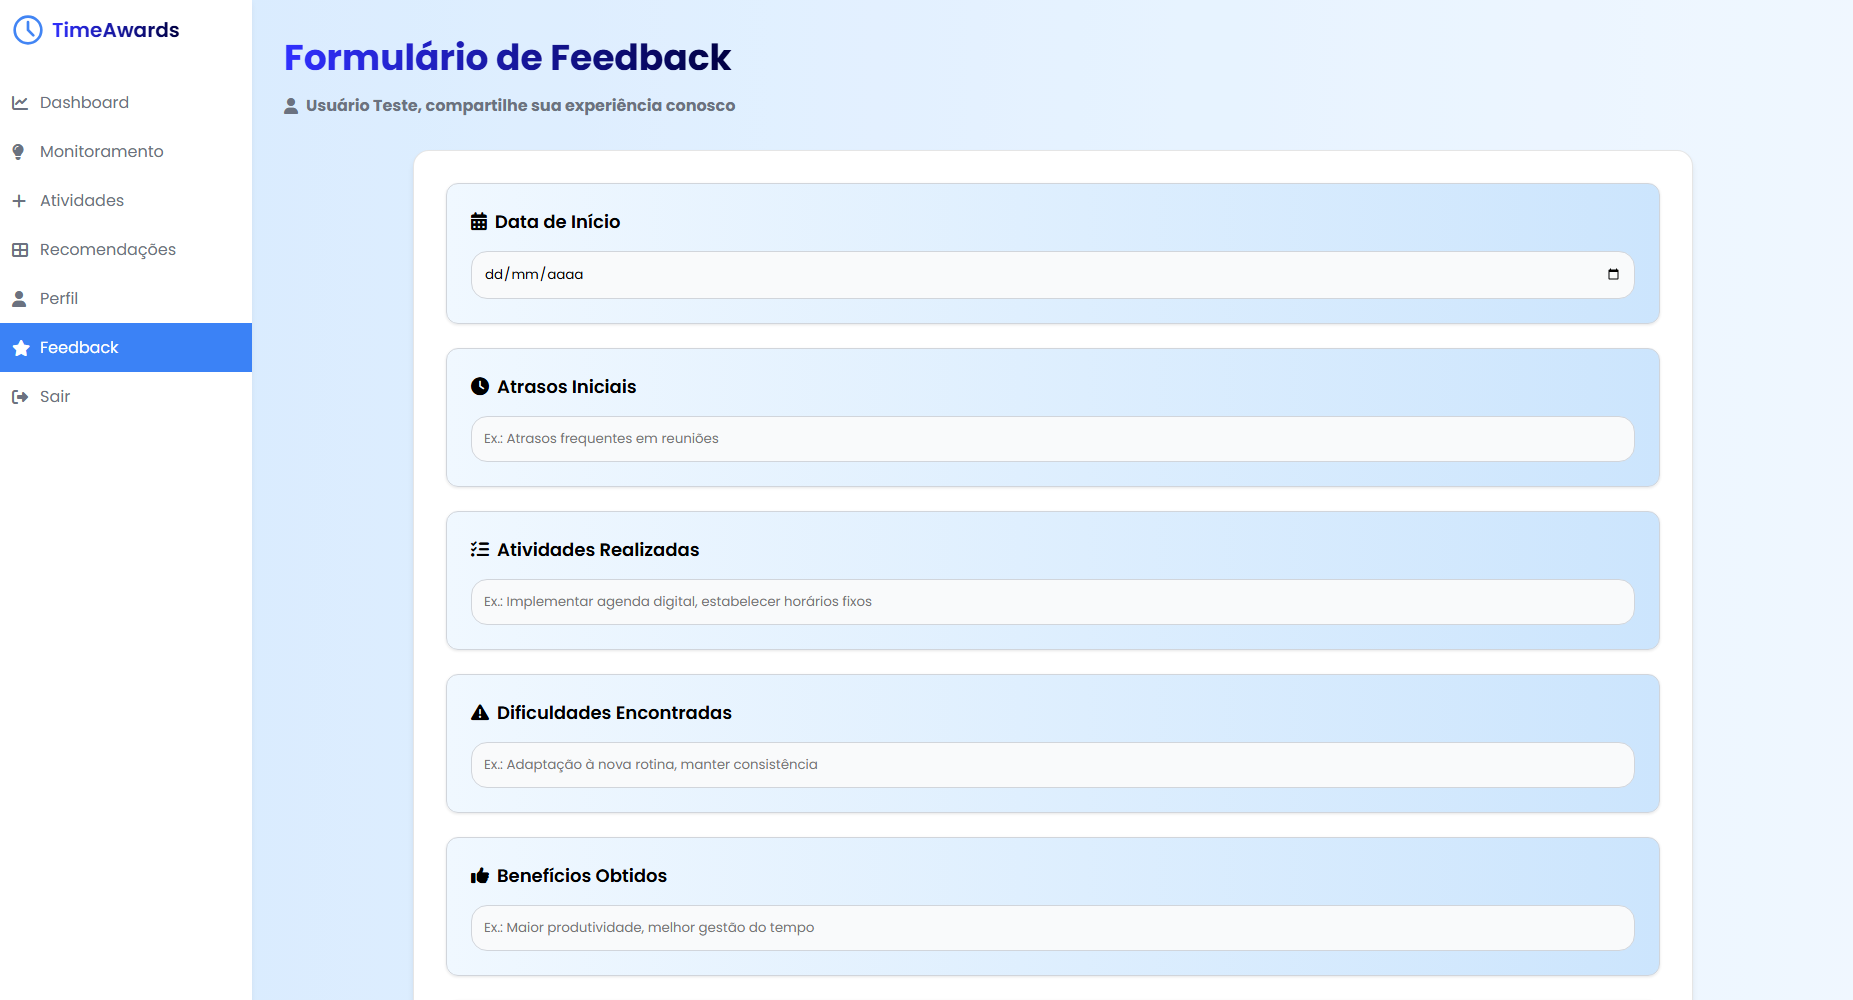 TimeAwards
Dashboard
Monitoramento
Atividades
Recomendações
Perfil
Feedback
Sair
Formulário de Feedback
Usuário Teste, compartilhe sua experiência conosco
Data de Início
dd/mm/aaaa
Atrasos Iniciais
Ex.: Atrasos frequentes em reuniões
Atividades Realizadas
Ex.: Implementar agenda digital, estabelecer horários fixos
Dificuldades Encontradas
Ex.: Adaptação à nova rotina, manter consistência
Benefícios Obtidos
Ex.: Maior produtividade, melhor gestão do tempo